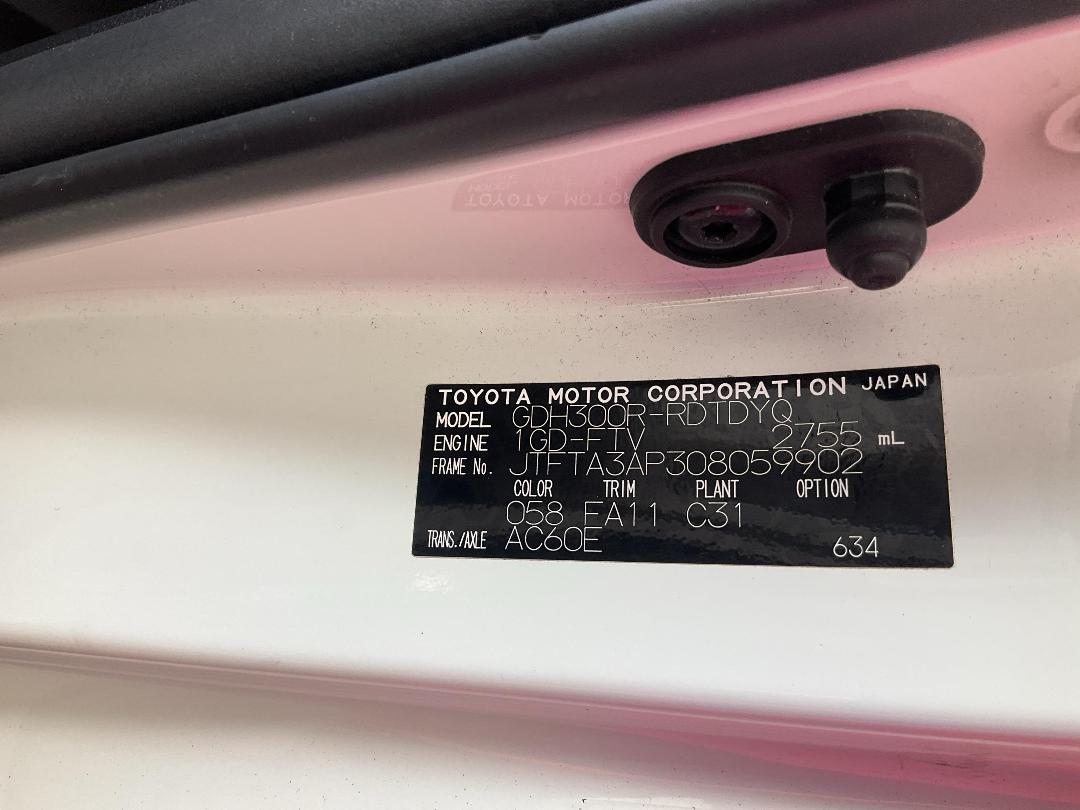 TOYOTA MOTOR CORPORATION JAPAN
MODEL GDH300R-RDTDYQ
ENGINE 1GD-FTV 2755 mL
FRAME No. JTFTA3AP308059902
COLOR TRIM PLANT OPTION
058 FA11 C31
TRANS./AXLE AC60E 634